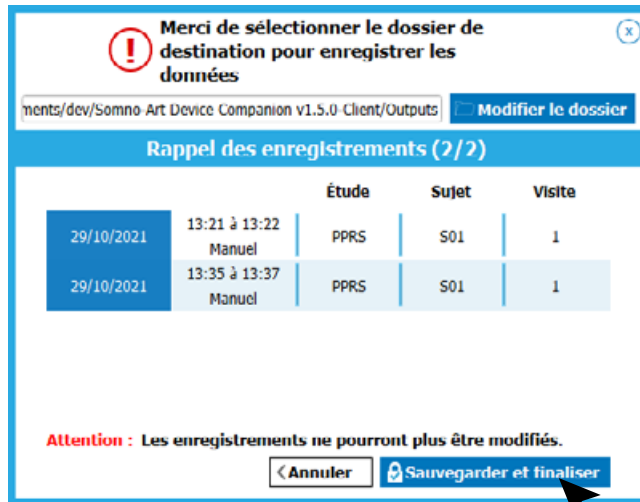 Merci de sélectionner le dossier de
destination pour enregistrer les
données
x
ments/dev/Somno-Art Device Companion v1.5.0-Client/Outputs
Modifier le dossier
Rappel des enregistrements (2/2)
Étude Sujet Visite
29/10/2021 13:21 à 13:22 Manuel PPRS S01 1
29/10/2021 13:35 à 13:37 Manuel PPRS S01 1
Attention : Les enregistrements ne pourront plus être modifiés.
Annuler
Sauvegarder et finaliser